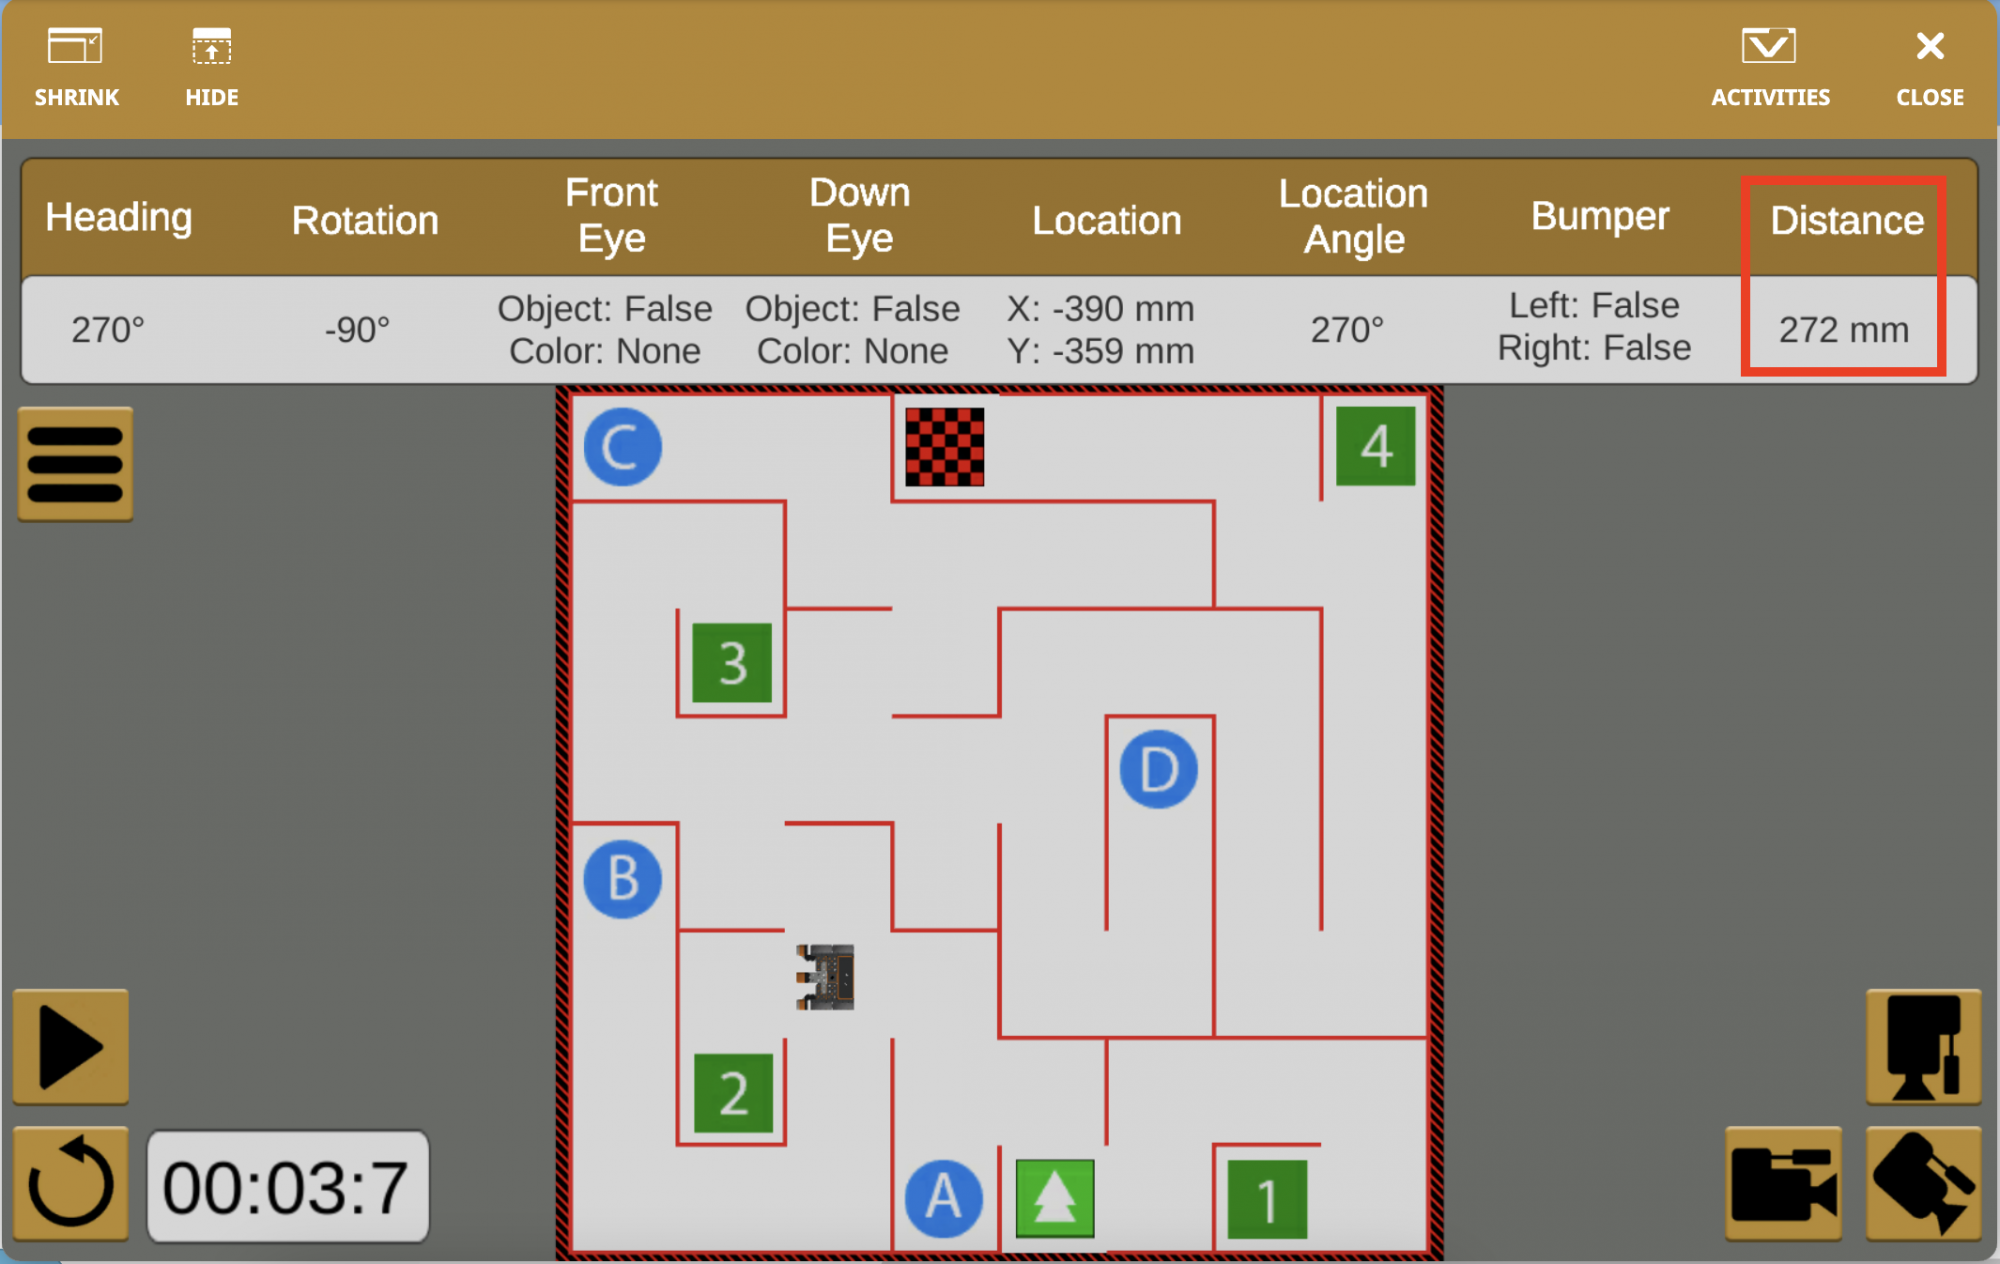 SHRINK HIDE ACTIVITIES CLOSE
Heading Rotation Front Eye Down Eye Location Location Angle Bumper Distance
270° -90° Object: False Color: None Object: False Color: None X: -390 mm Y: -359 mm 270° Left: False Right: False 272 mm
C 4
3
D
B
2
A 1
00:03:7